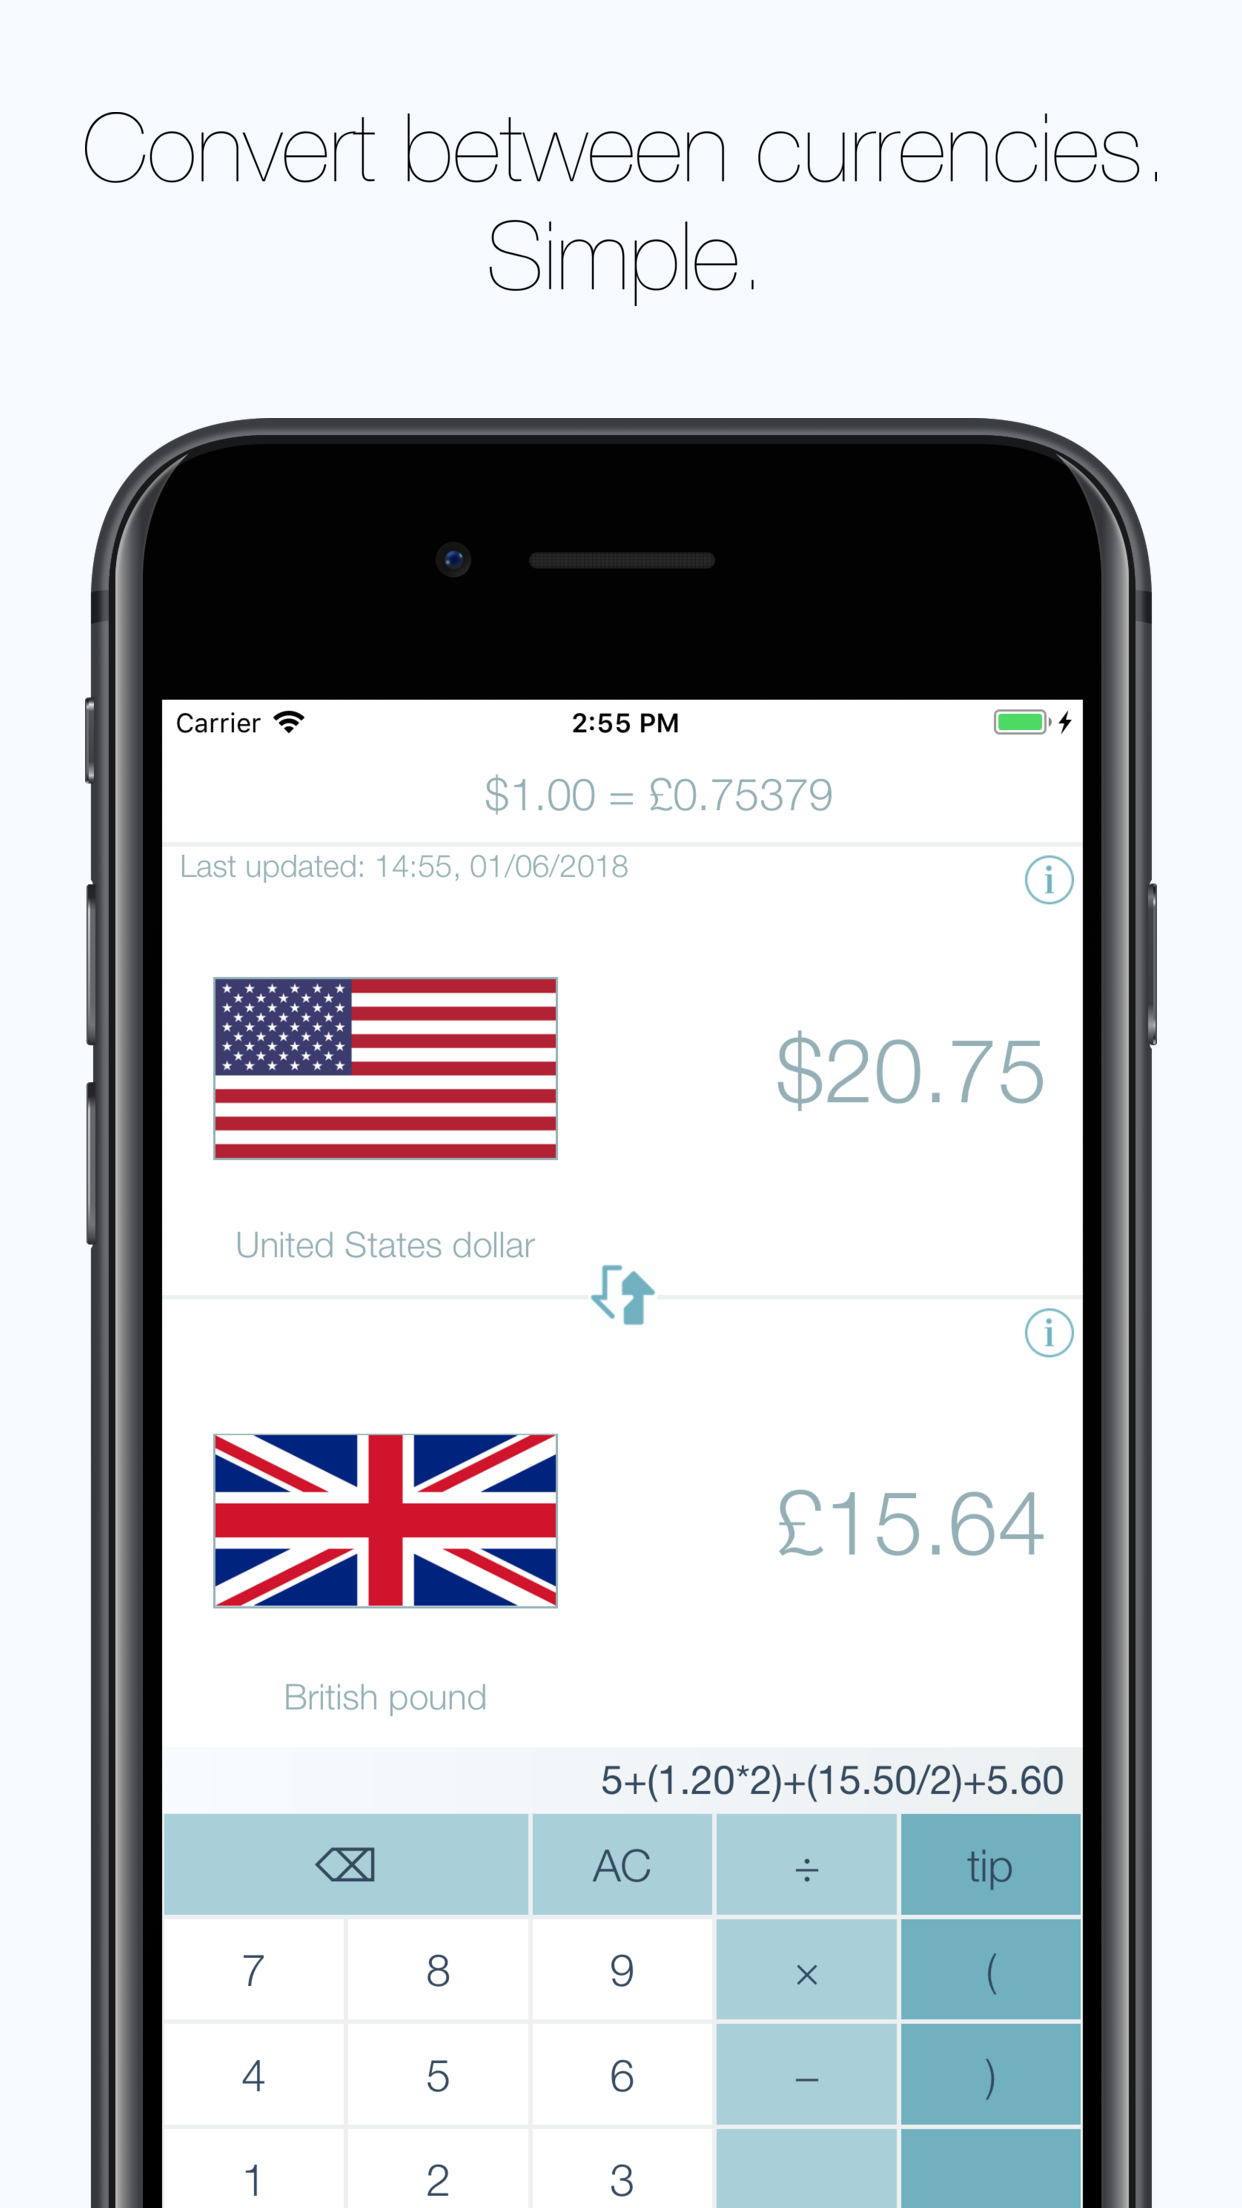 Convert between currencies.
Simple.
Carrier 2:55 PM
$1.00 = £0.75379
Last updated: 14:55, 01/06/2018
i
$20.75
United States dollar
i
£15.64
British pound
5+(1.20*2)+(15.50/2)+5.60
AC ÷ tip
7 8 9 × (
4 5 6 − )
1 2 3